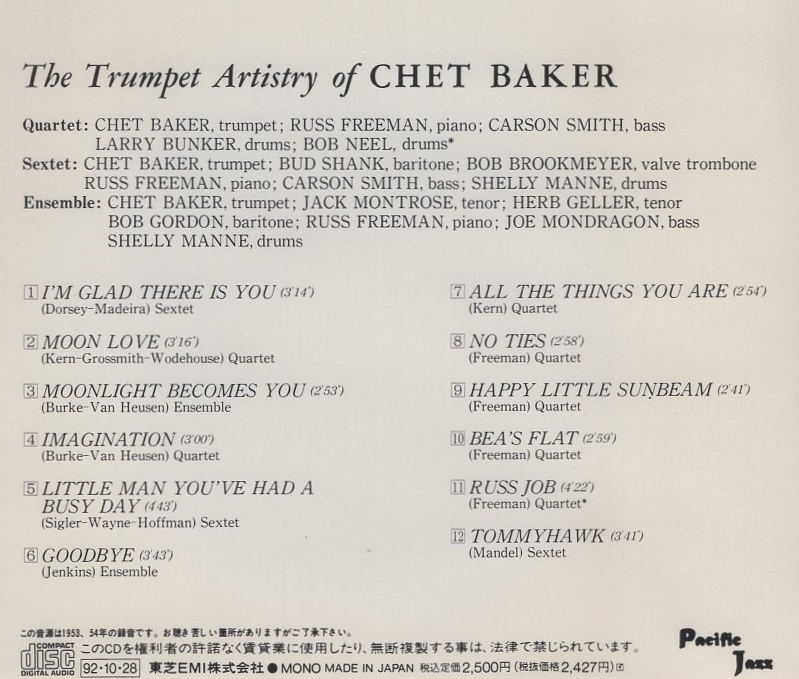 The Trumpet Artistry of CHET BAKER
Quartet: CHET BAKER, trumpet; RUSS FREEMAN, piano; CARSON SMITH, bass
LARRY BUNKER, drums; BOB NEEL, drums*
Sextet: CHET BAKER, trumpet; BUD SHANK, baritone; BOB BROOKMEYER, valve trombone
RUSS FREEMAN, piano; CARSON SMITH, bass; SHELLY MANNE, drums
Ensemble: CHET BAKER, trumpet; JACK MONTROSE, tenor; HERB GELLER, tenor
BOB GORDON, baritone; RUSS FREEMAN, piano; JOE MONDRAGON, bass
SHELLY MANNE, drums
1 I'M GLAD THERE IS YOU (3'14")
(Dorsey-Madeira) Sextet
2 MOON LOVE (3'16")
(Kern-Grossmith-Wodehouse) Quartet
3 MOONLIGHT BECOMES YOU (2'53")
(Burke-Van Heusen) Ensemble
4 IMAGINATION (3'00")
(Burke-Van Heusen) Quartet
5 LITTLE MAN YOU'VE HAD A
BUSY DAY (4'43")
(Sigler-Wayne-Hoffman) Sextet
6 GOODBYE (3'43")
(Jenkins) Ensemble
7 ALL THE THINGS YOU ARE (2'54")
(Kern) Quartet
8 NO TIES (2'58")
(Freeman) Quartet
9 HAPPY LITTLE SUNBEAM (2'41")
(Freeman) Quartet
10 BEA'S FLAT (2'59")
(Freeman) Quartet
11 RUSS JOB (4'22")
(Freeman) Quartet*
12 TOMMYHAWK (3'41")
(Mandel) Sextet
この音源は1953、54年の録音です。お聴き苦しい箇所がありますがご了承下さい。
COMPACT disc DIGITAL AUDIO
このCDを権利者の許諾なく賃貸業に使用したり、無断複製する事は、法律で禁じられています。
92・10・28 東芝EMI株式会社●MONO MADE IN JAPAN 税込定価2,500円(税抜価格2,427円)
Pacific
Jazz